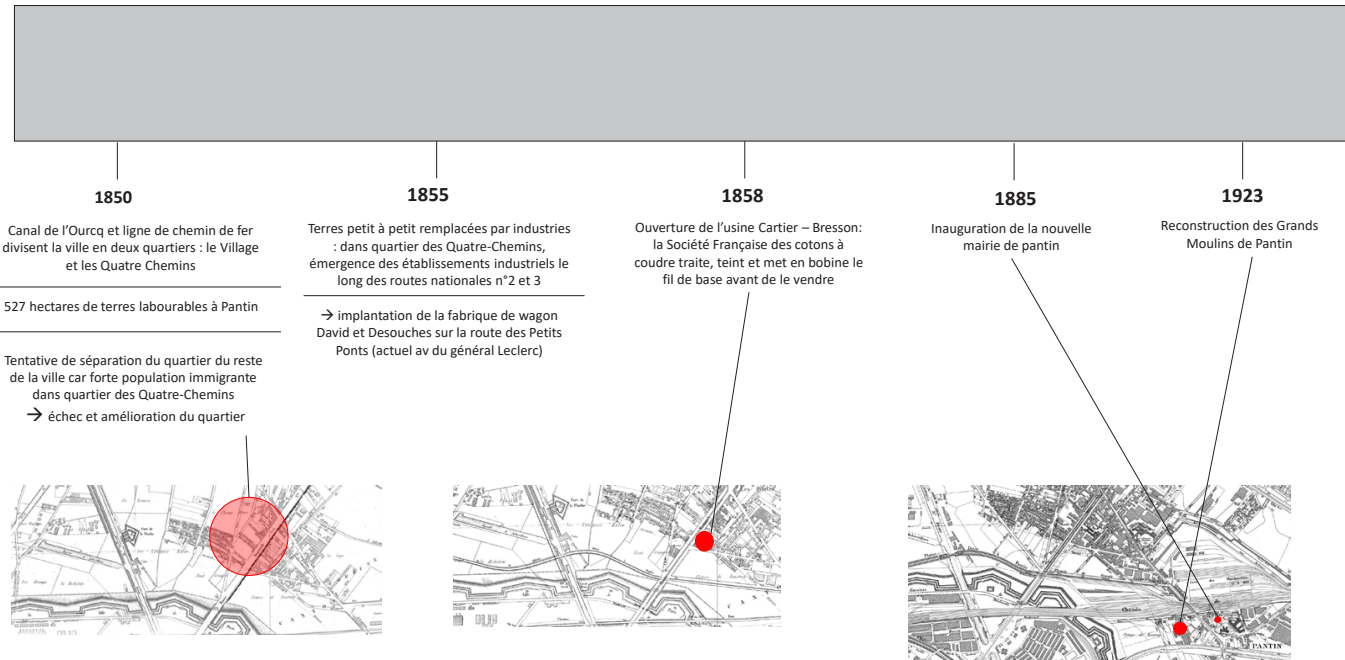 1850
Canal de l'Ourcq et ligne de chemin de fer
divisent la ville en deux quartiers : le Village
et les Quatre Chemins
527 hectares de terres labourables à Pantin
Tentative de séparation du quartier du reste
de la ville car forte population immigrante
dans quartier des Quatre-Chemins
→ échec et amélioration du quartier
1855
Terres petit à petit remplacées par industries
: dans quartier des Quatre-Chemins,
émergence des établissements industriels le
long des routes nationales n°2 et 3
→ implantation de la fabrique de wagon
David et Desouches sur la route des Petits
Ponts (actuel av du général Leclerc)
1858
Ouverture de l'usine Cartier – Bresson:
la Société Française des cotons à
coudre traite, teint et met en bobine le
fil de base avant de le vendre
1885
Inauguration de la nouvelle
mairie de pantin
1923
Reconstruction des Grands
Moulins de Pantin
PANTIN